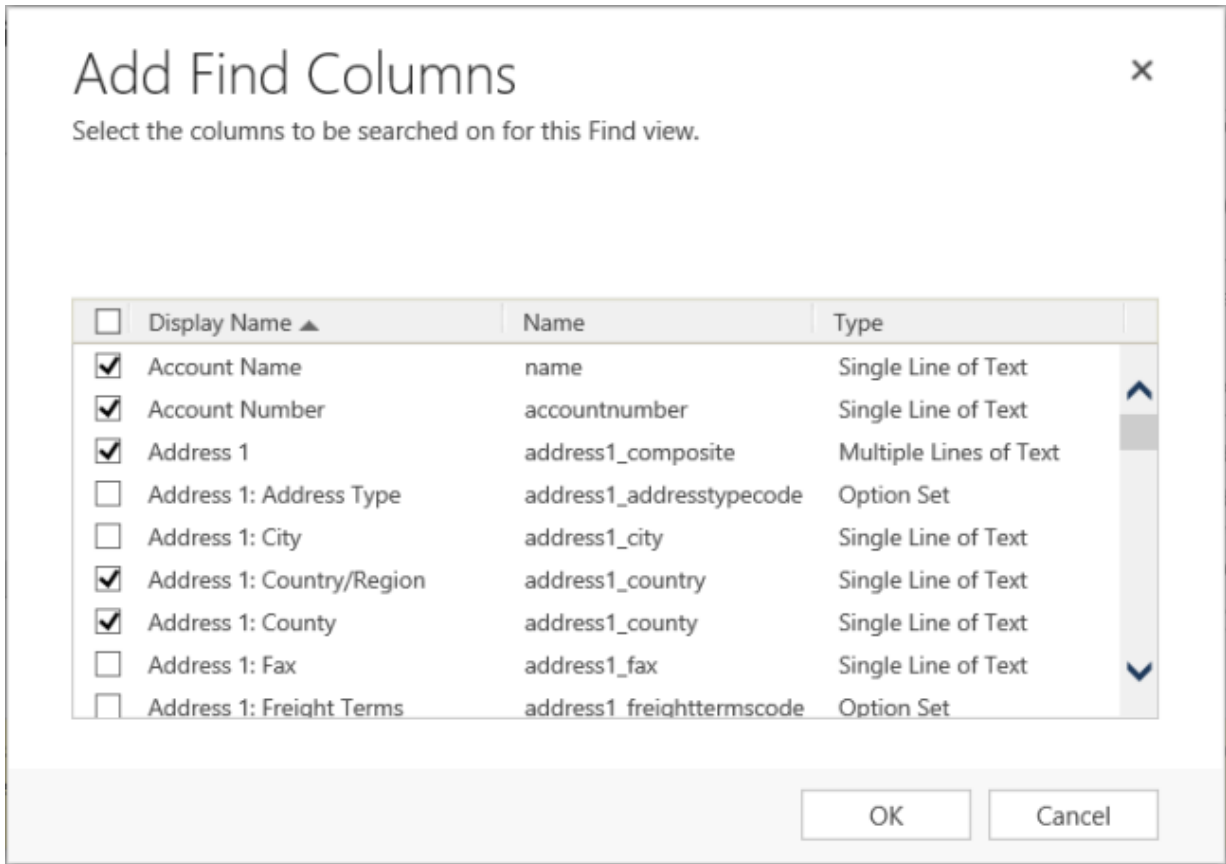 Add Find Columns
Select the columns to be searched on for this Find view.
Display Name Name Type
Account Name name Single Line of Text
Account Number accountnumber Single Line of Text
Address 1 address1_composite Multiple Lines of Text
Address 1: Address Type address1_addresstypecode Option Set
Address 1: City address1_city Single Line of Text
Address 1: Country/Region address1_country Single Line of Text
Address 1: County address1_county Single Line of Text
Address 1: Fax address1_fax Single Line of Text
Address 1: Freight Terms address1_freighttermscode Option Set
OK Cancel